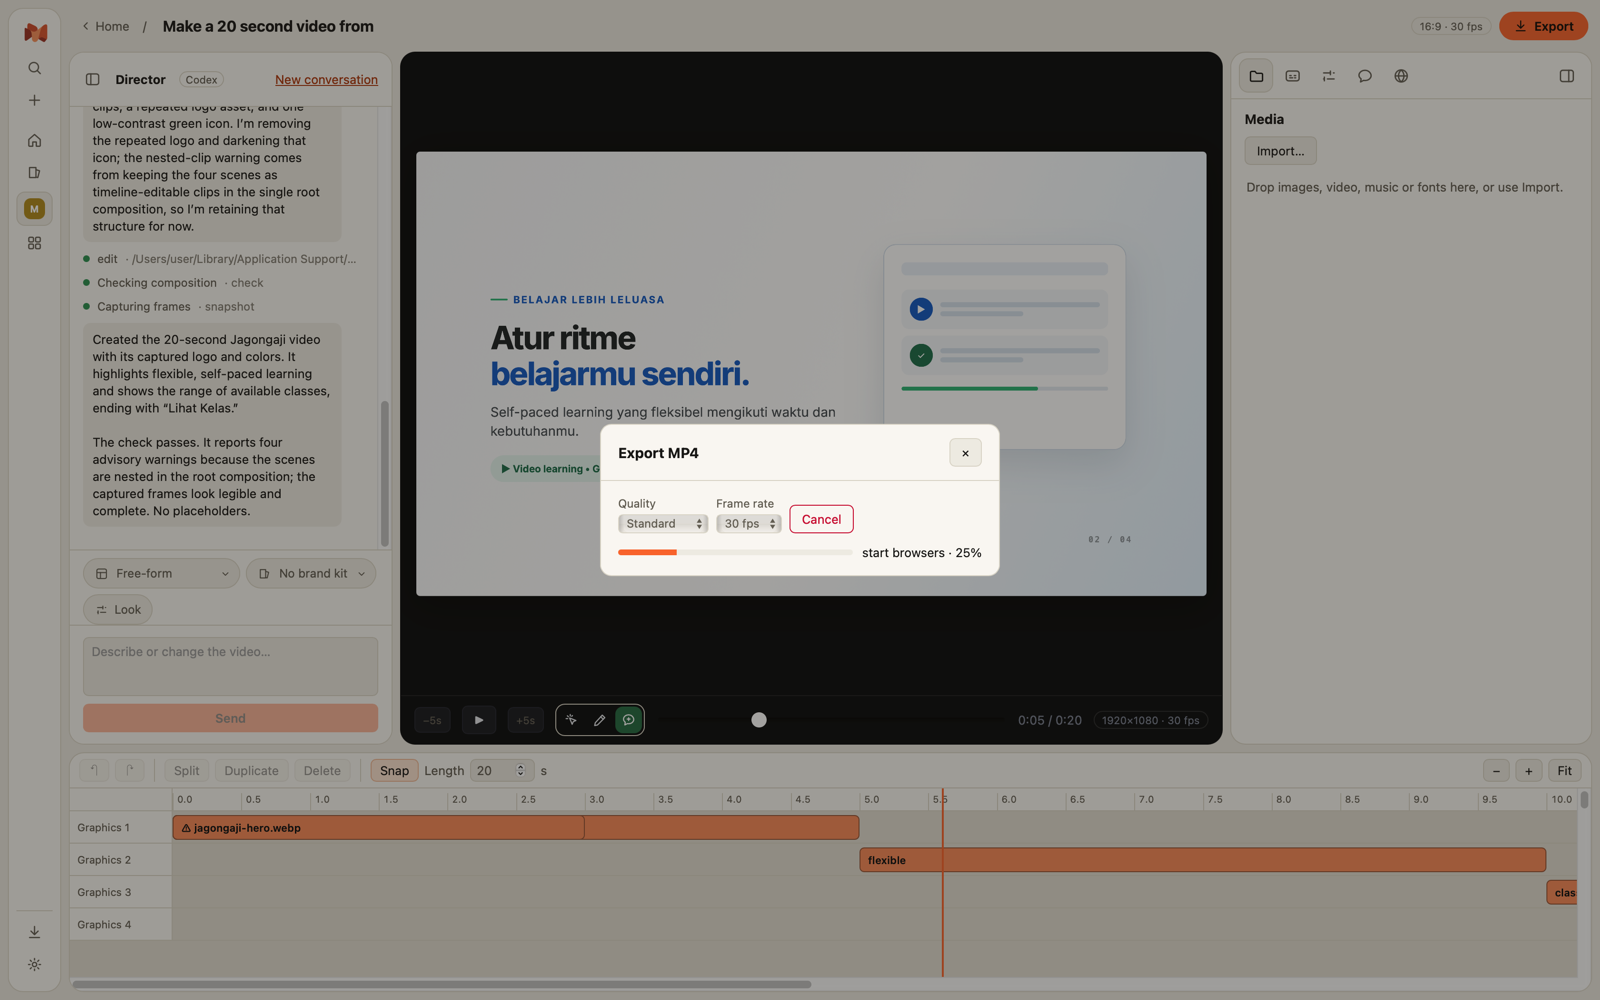 Home / Make a 20 second video from
16:9 · 30 fps
Export
M
Director
Codex
New conversation
clips, a repeated logo asset, and one
low-contrast green icon. I'm removing
the repeated logo and darkening that
icon; the nested-clip warning comes
from keeping the four scenes as
timeline-editable clips in the single root
composition, so I'm retaining that
structure for now.
edit · /Users/user/Library/Application Support/...
Checking composition · check
Capturing frames · snapshot
Created the 20-second Jagongaji video
with its captured logo and colors. It
highlights flexible, self-paced learning
and shows the range of available classes,
ending with “Lihat Kelas.”
The check passes. It reports four
advisory warnings because the scenes
are nested in the root composition; the
captured frames look legible and
complete. No placeholders.
Free-form
No brand kit
Look
Describe or change the video...
Send
BELAJAR LEBIH LELUASA
Atur ritme
belajarmu sendiri.
Self-paced learning yang fleksibel mengikuti waktu dan
kebutuhanmu.
Video learning • G
02 / 04
Export MP4
×
Quality
Frame rate
Standard
30 fps
Cancel
start browsers · 25%
−5s
+5s
0:05 / 0:20
1920×1080 · 30 fps
Media
Import...
Drop images, video, music or fonts here, or use Import.
Split
Duplicate
Delete
Snap
Length
20
s
−
+
Fit
0.0 0.5 1.0 1.5 2.0 2.5 3.0 3.5 4.0 4.5 5.0 5.5 6.0 6.5 7.0 7.5 8.0 8.5 9.0 9.5 10.0
Graphics 1
jagongaji-hero.webp
Graphics 2
flexible
Graphics 3
clas
Graphics 4